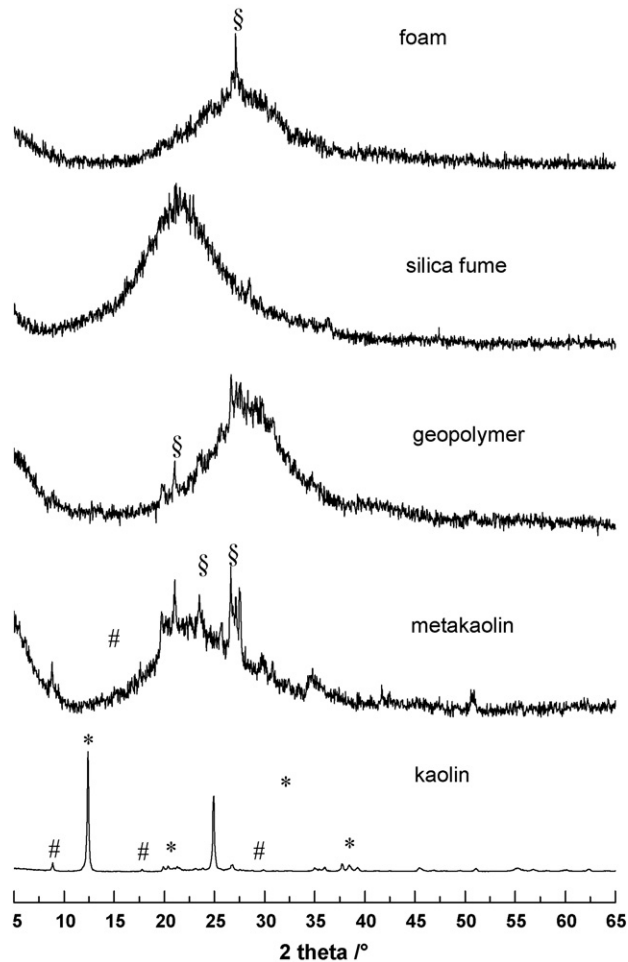 §
foam
silica fume
geopolymer
§
§ §
metakaolin
#
*
kaolin
*
# # * # *
5 10 15 20 25 30 35 40 45 50 55 60 65
2 theta /°